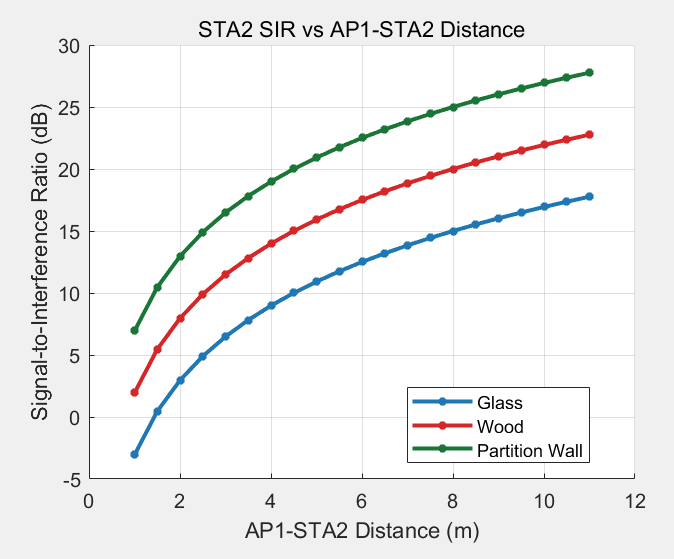 STA2 SIR vs AP1-STA2 Distance
Signal-to-Interference Ratio (dB)
30
25
20
15
10
5
0
-5
Glass
Wood
Partition Wall
0 2 4 6 8 10 12
AP1-STA2 Distance (m)